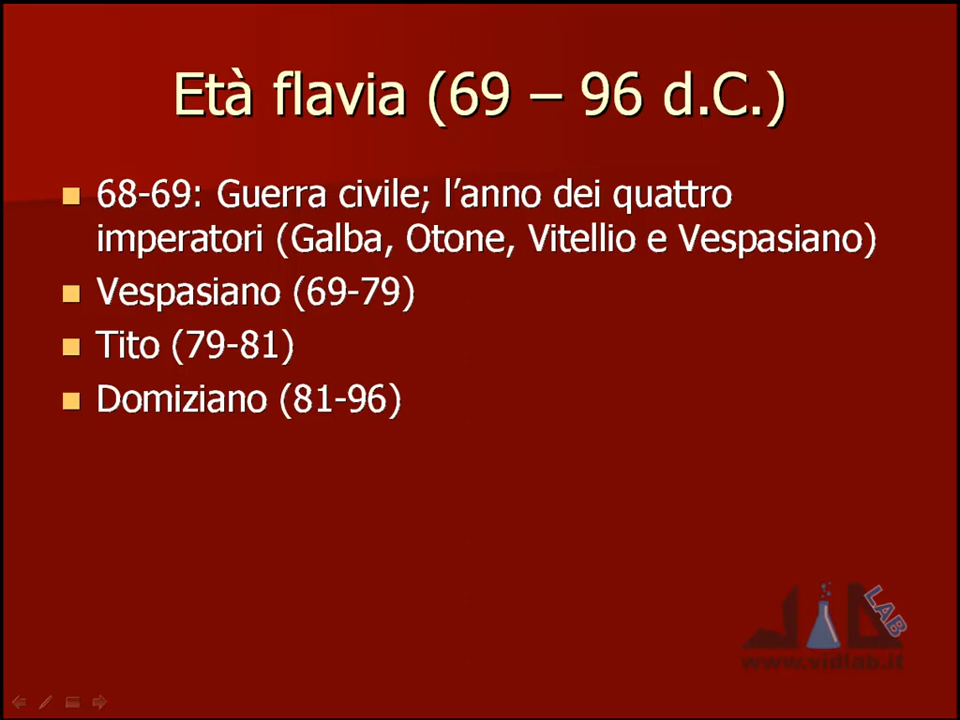 Età flavia (69 – 96 d.C.)
68-69: Guerra civile; l’anno dei quattro
imperatori (Galba, Otone, Vitellio e Vespasiano)
Vespasiano (69-79)
Tito (79-81)
Domiziano (81-96)
LAB
www.vidlab.it